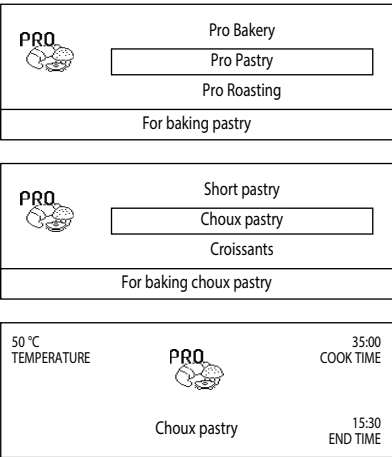 Pro Bakery
PRO
Pro Pastry
Pro Roasting
For baking pastry
Short pastry
PRO
Choux pastry
Croissants
For baking choux pastry
50 °C
TEMPERATURE
PRO
35:00
COOK TIME
Choux pastry
15:30
END TIME